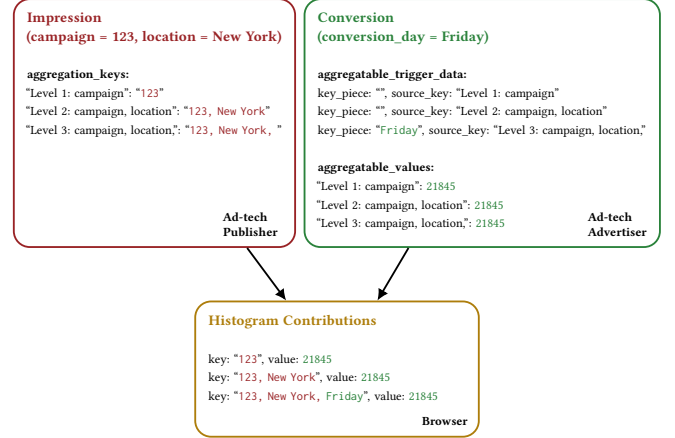 Impression
(campaign = 123, location = New York)
aggregation_keys:
“Level 1: campaign”: “123”
“Level 2: campaign, location”: “123, New York”
“Level 3: campaign, location,”: “123, New York, ”
Ad-tech
Publisher
Conversion
(conversion_day = Friday)
aggregatable_trigger_data:
key_piece: “”, source_key: “Level 1: campaign”
key_piece: “”, source_key: “Level 2: campaign, location”
key_piece: “Friday”, source_key: “Level 3: campaign, location,”
aggregatable_values:
“Level 1: campaign”: 21845
“Level 2: campaign, location”: 21845
“Level 3: campaign, location,”: 21845
Ad-tech
Advertiser
Histogram Contributions
key: “123”, value: 21845
key: “123, New York”, value: 21845
key: “123, New York, Friday”, value: 21845
Browser